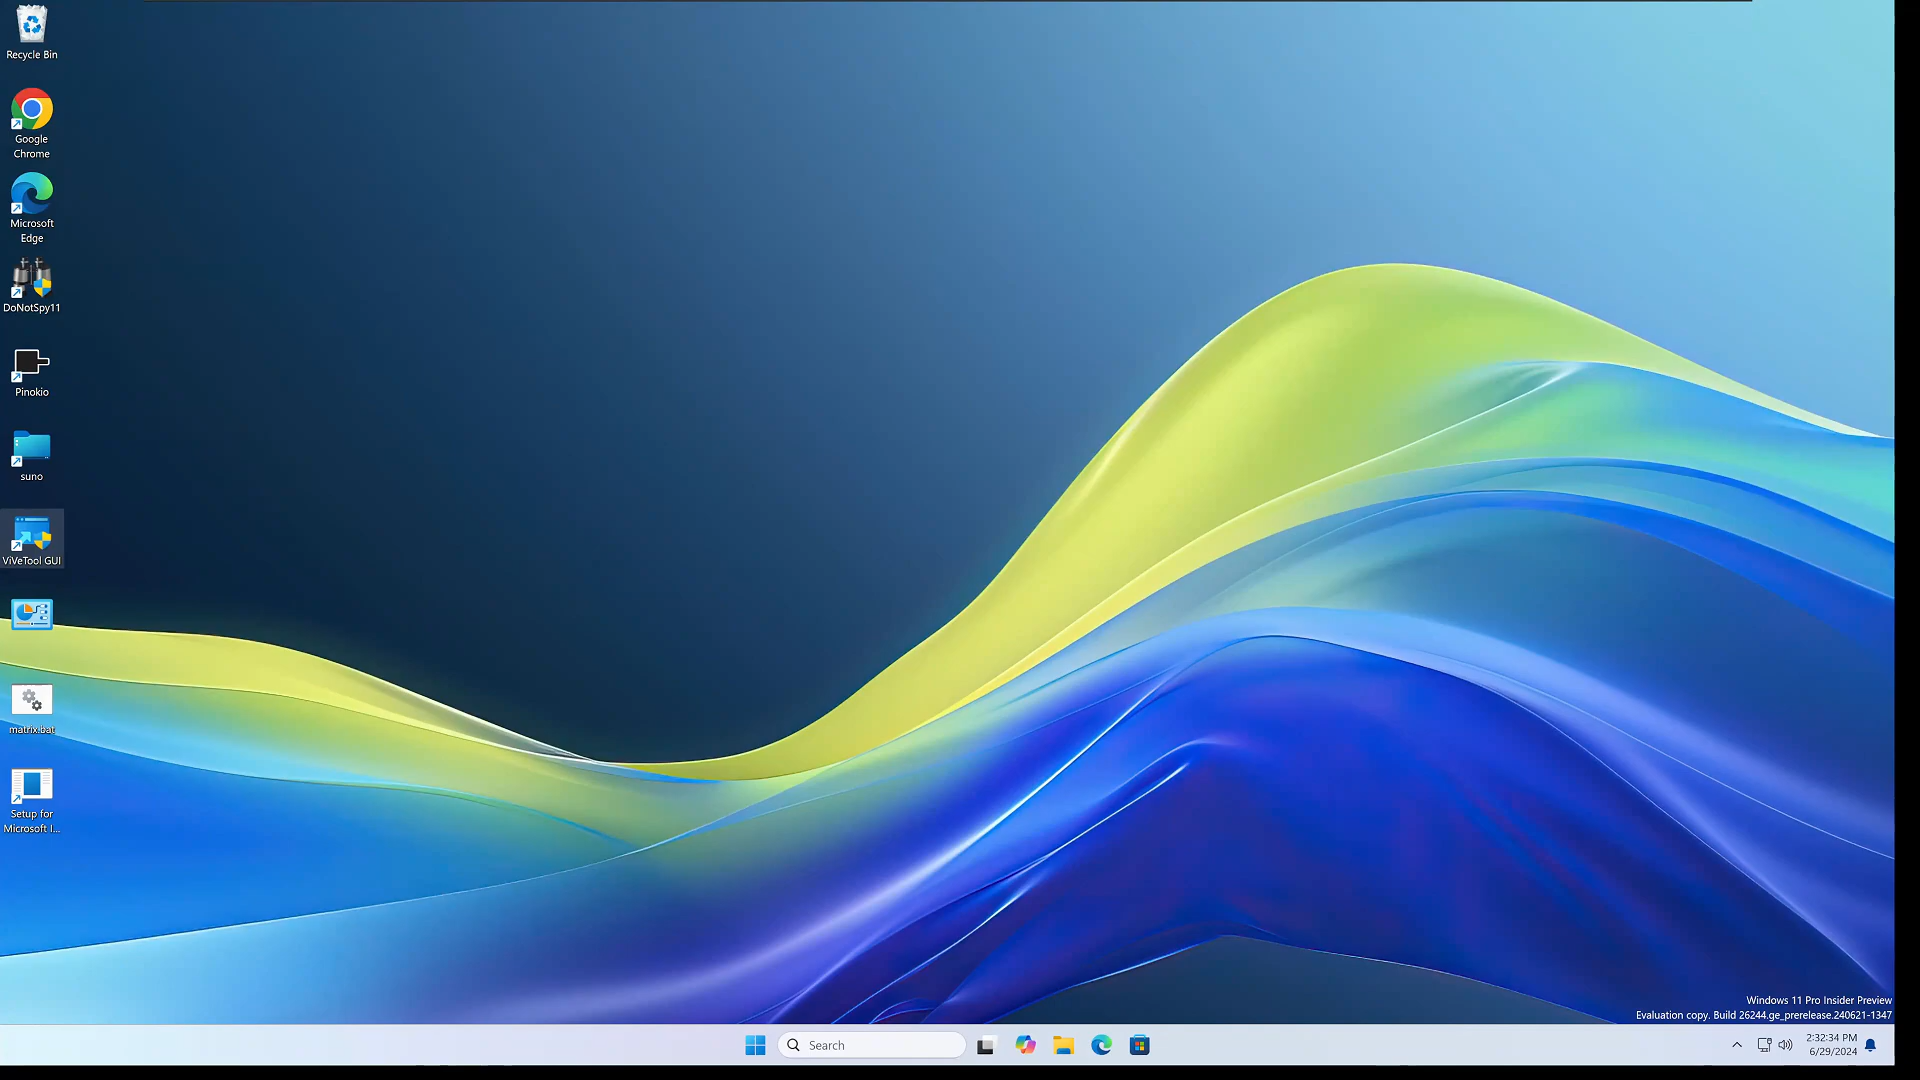 Recycle Bin
Google
Chrome
Microsoft
Edge
DoNotSpy11
Pinokio
suno
ViVeTool GUI
matrix.bat
Setup for
Microsoft I...
Windows 11 Pro Insider Preview
Evaluation copy. Build 26244.ge_prerelease.240621-1347
Search
2:32:34 PM
6/29/2024